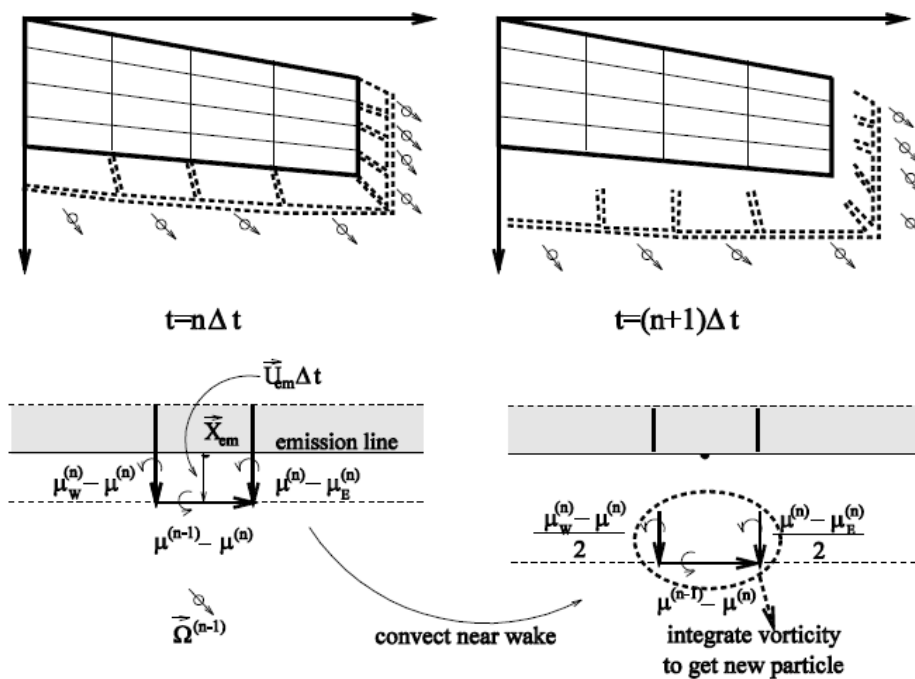 t=nΔt
t=(n+1)Δt
U⃗emΔt
X⃗em
emission line
μW(n)−μ(n)
μ(n)−μE(n)
μ(n-1)−μ(n)
Ω⃗(n-1)
convect near wake
μW(n)−μ(n)
2
μ(n)−μE(n)
2
μ(n-1)−μ(n)
integrate vorticity
to get new particle